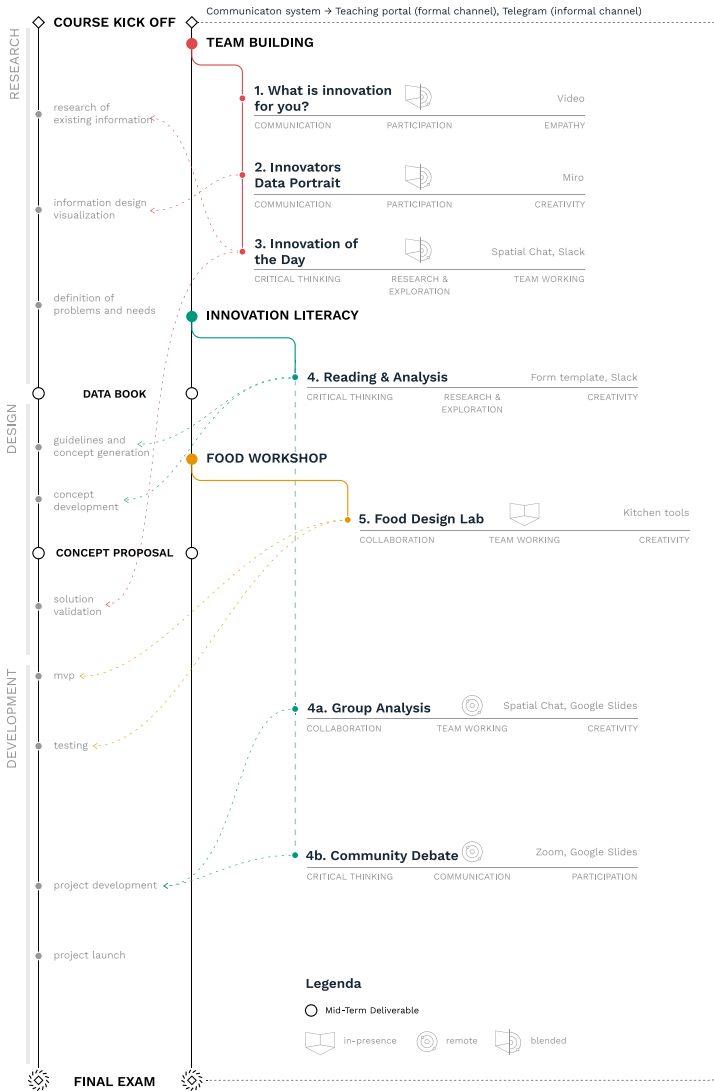 Communicaton system → Teaching portal (formal channel), Telegram (informal channel)
COURSE KICK OFF
TEAM BUILDING
RESEARCH
1. What is innovation
for you?
Video
COMMUNICATION PARTICIPATION EMPATHY
research of
existing information
2. Innovators
Data Portrait
Miro
COMMUNICATION PARTICIPATION CREATIVITY
information design
visualization
3. Innovation of
the Day
Spatial Chat, Slack
CRITICAL THINKING RESEARCH & TEAM WORKING
EXPLORATION
definition of
problems and needs
INNOVATION LITERACY
4. Reading & Analysis Form template, Slack
CRITICAL THINKING RESEARCH & CREATIVITY
EXPLORATION
DATA BOOK
DESIGN
guidelines and
concept generation
FOOD WORKSHOP
concept
development
5. Food Design Lab Kitchen tools
COLLABORATION TEAM WORKING CREATIVITY
CONCEPT PROPOSAL
solution
validation
DEVELOPMENT
mvp
4a. Group Analysis Spatial Chat, Google Slides
COLLABORATION TEAM WORKING CREATIVITY
testing
4b. Community Debate Zoom, Google Slides
CRITICAL THINKING COMMUNICATION PARTICIPATION
project development
project launch
Legenda
Mid-Term Deliverable
in-presence remote blended
FINAL EXAM